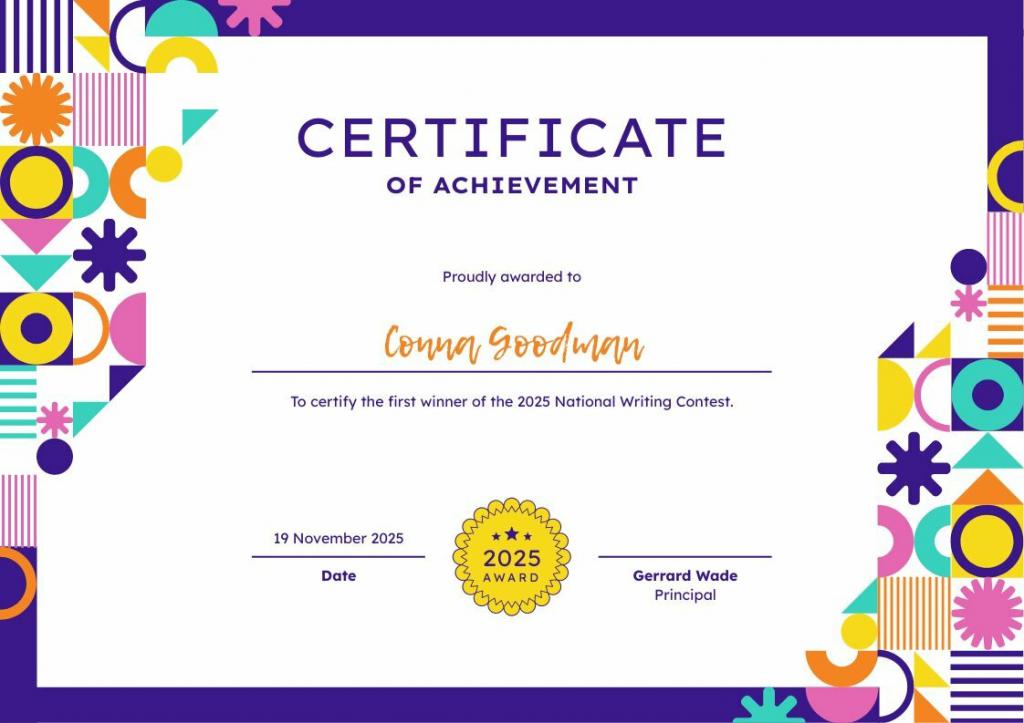 CERTIFICATE
OF ACHIEVEMENT
Proudly awarded to
Conna Goodman
To certify the first winner of the 2025 National Writing Contest.
19 November 2025
Date
2025
AWARD
Gerrard Wade
Principal